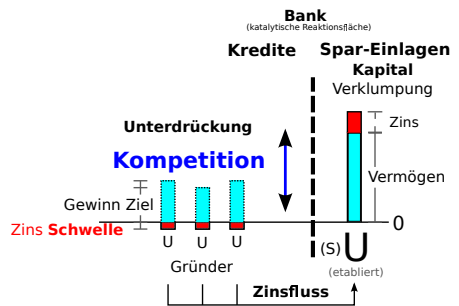 Bank
(katalytische Reaktionsfläche)
Kredite
Spar-Einlagen
Kapital
Verklumpung
Zins
Unterdrückung
Kompetition
Vermögen
Gewinn Ziel
0
Zins Schwelle
U U U
(S) U
Gründer
(etabliert)
Zinsfluss